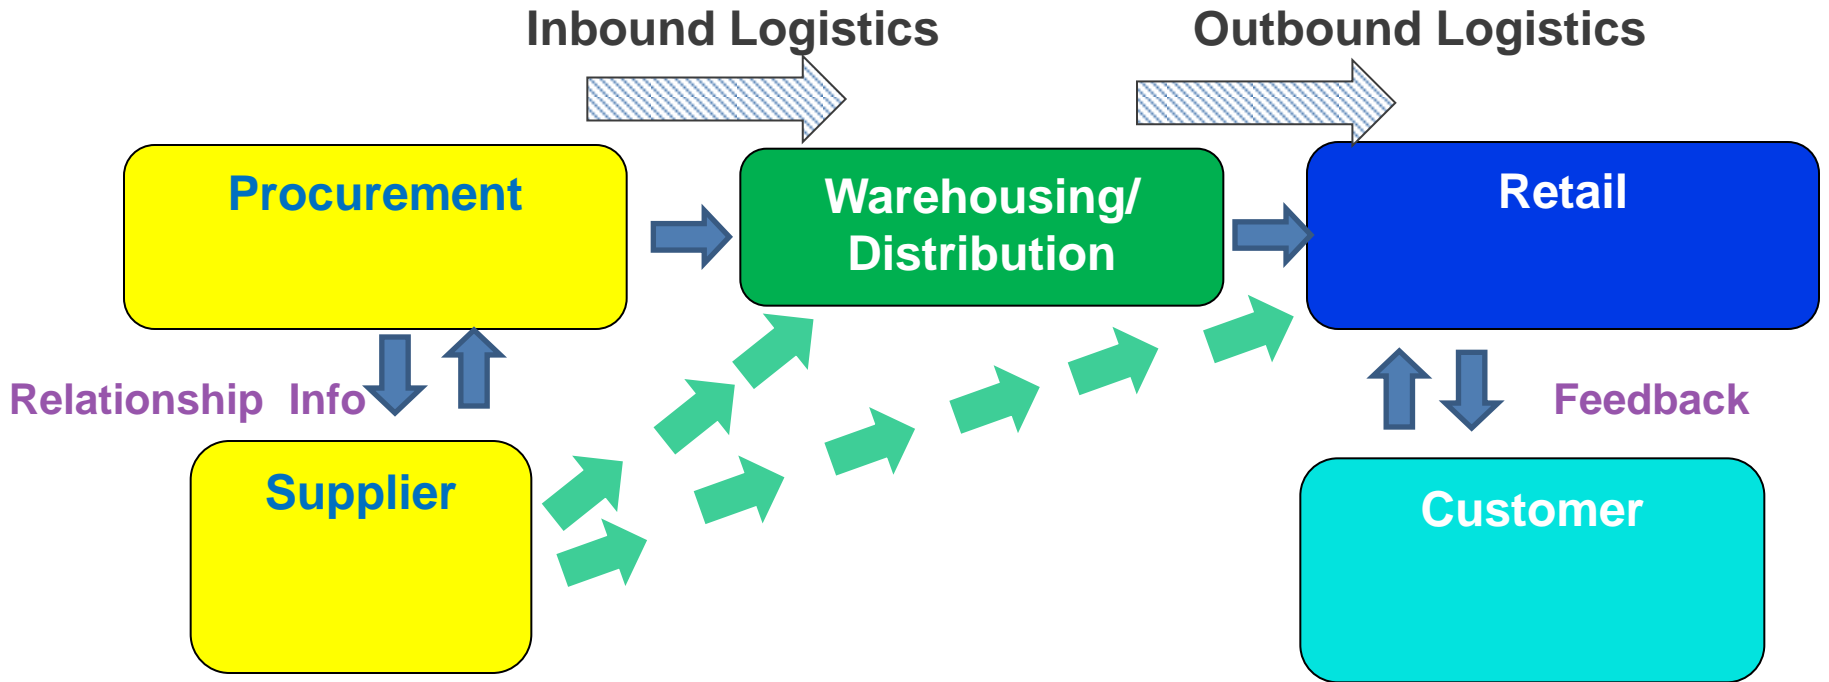 Inbound Logistics
Outbound Logistics
Procurement
Warehousing/
Distribution
Retail
Relationship Info
Feedback
Supplier
Customer